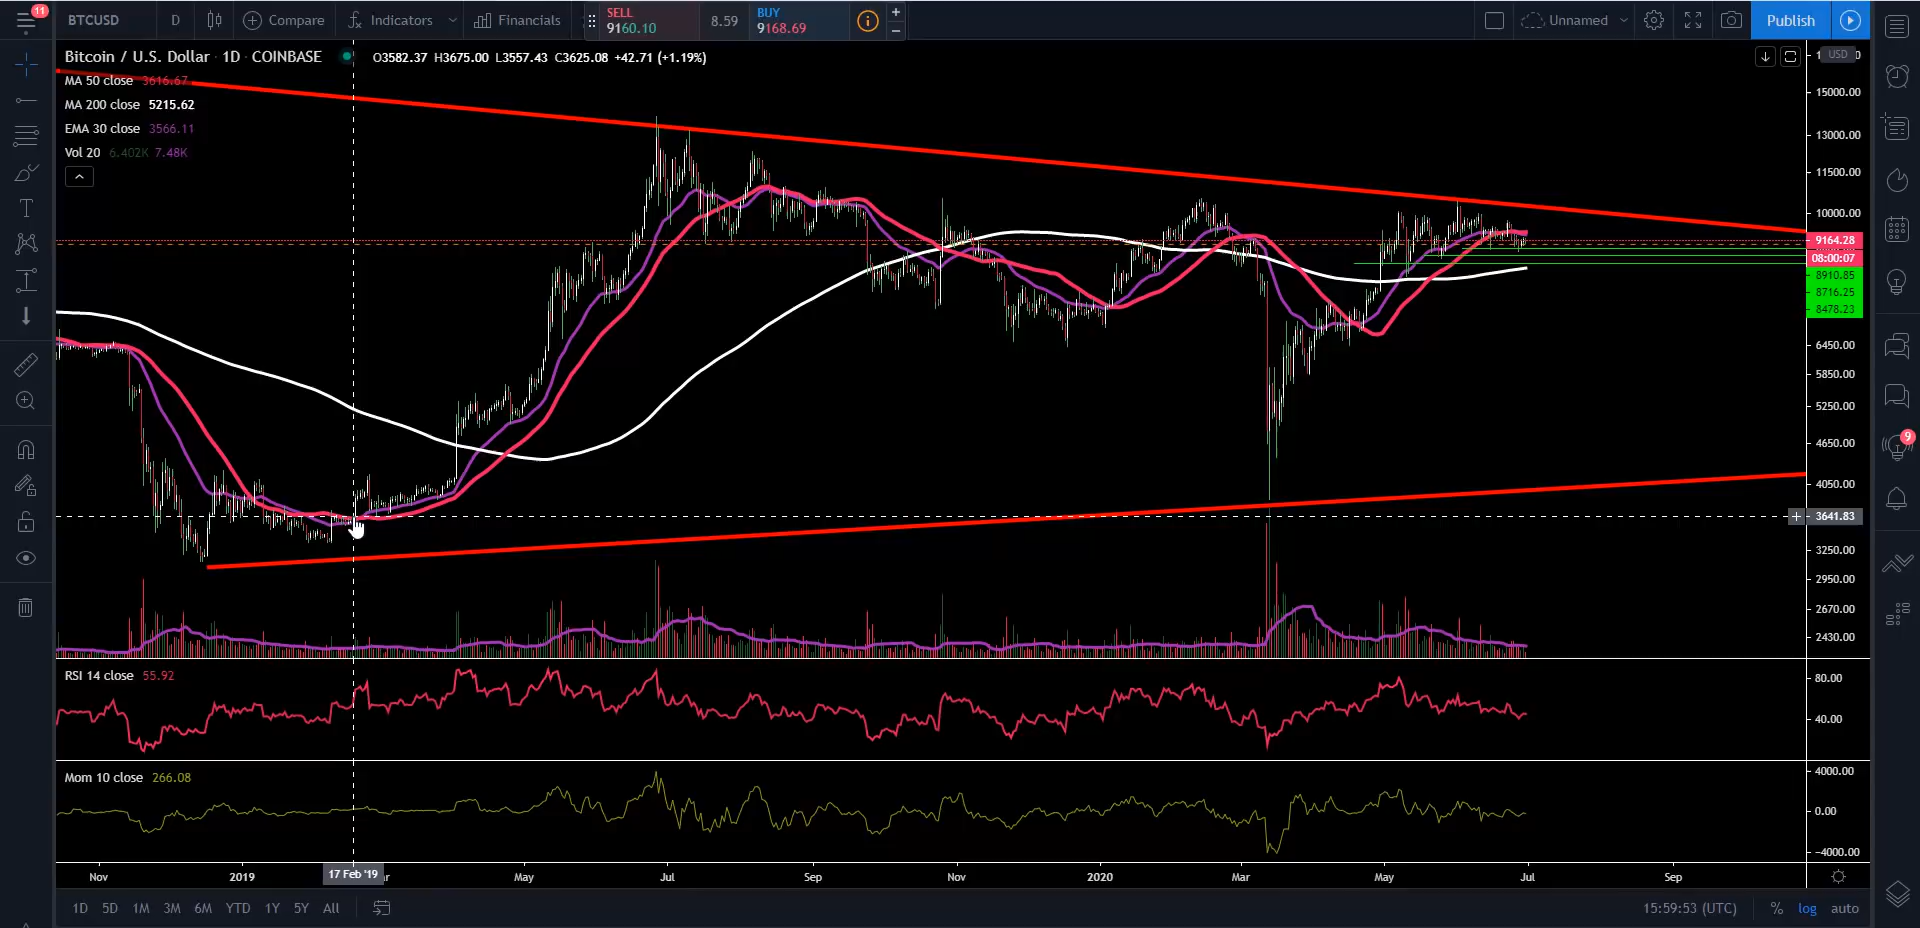 11
BTCUSD D Compare Indicators Financials
SELL
9160.10
8.59
BUY
9168.69
Unnamed
Publish
Bitcoin / U.S. Dollar · 1D · COINBASE O3582.37 H3675.00 L3557.43 C3625.08 +42.71 (+1.19%)
MA 50 close 3616.67
MA 200 close 5215.62
EMA 30 close 3566.11
Vol 20 6.402K 7.48K
USD
15000.00
13000.00
11500.00
10000.00
9164.28
08:00:07
8910.85
8716.25
8478.23
6450.00
5850.00
5250.00
4650.00
4050.00
3641.83
3250.00
2950.00
2670.00
2430.00
9
RSI 14 close 55.92
80.00
40.00
Mom 10 close 266.08
4000.00
0.00
−4000.00
Nov 2019 17 Feb '19 May Jul Sep Nov 2020 Mar May Jul Sep
1D 5D 1M 3M 6M YTD 1Y 5Y All
15:59:53 (UTC) % log auto